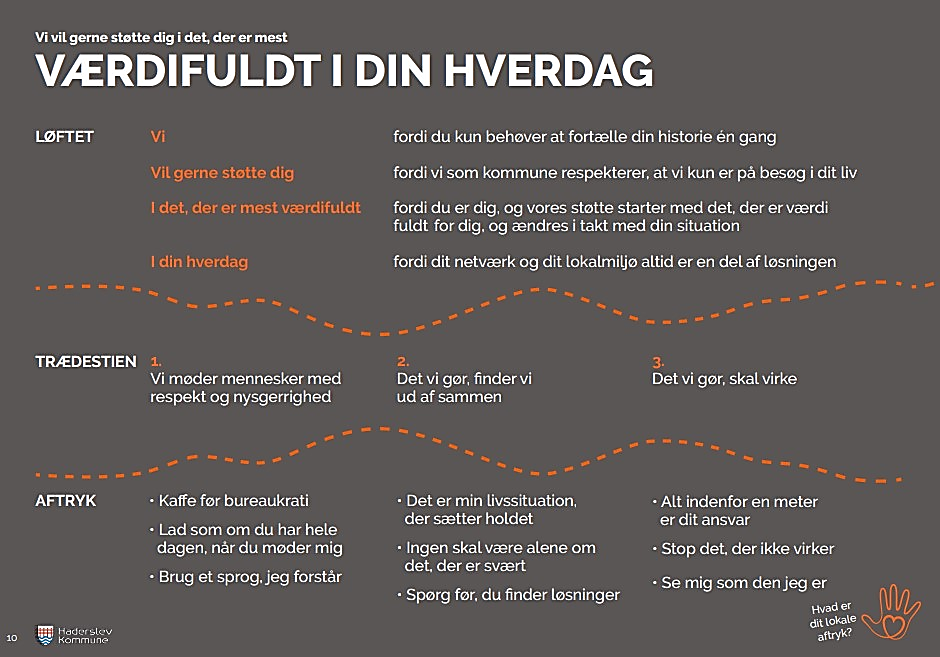 Vi vil gerne støtte dig i det, der er mest
VÆRDIFULDT I DIN HVERDAG
LØFTET
Vi
fordi du kun behøver at fortælle din historie én gang
Vil gerne støtte dig
fordi vi som kommune respekterer, at vi kun er på besøg i dit liv
I det, der er mest værdifuldt
fordi du er dig, og vores støtte starter med det, der er værdi
fuldt for dig, og ændres i takt med din situation
I din hverdag
fordi dit netværk og dit lokalmiljø altid er en del af løsningen
TRÆDESTIEN
1.
Vi møder mennesker med
respekt og nysgerrighed
2.
Det vi gør, finder vi
ud af sammen
3.
Det vi gør, skal virke
AFTRYK
• Kaffe før bureaukrati
• Lad som om du har hele
dagen, når du møder mig
• Brug et sprog, jeg forstår
• Det er min livssituation,
der sætter holdet
• Ingen skal være alene om
det, der er svært
• Spørg før, du finder løsninger
• Alt indenfor en meter
er dit ansvar
• Stop det, der ikke virker
• Se mig som den jeg er
Hvad er
dit lokale
aftryk?
10
Haderslev
Kommune